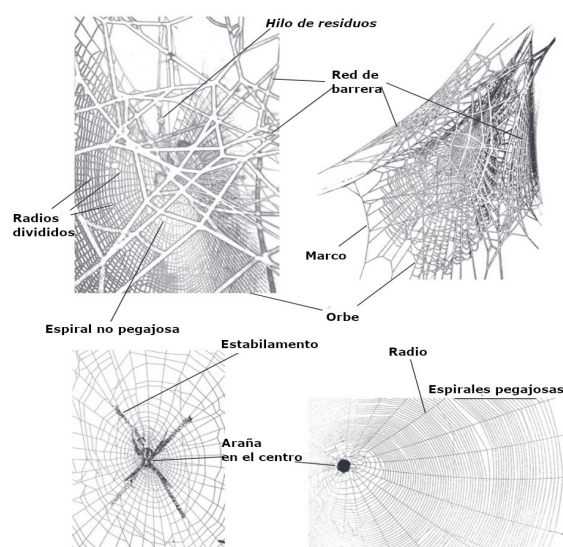 Hilo de residuos
Red de
barrera
Radios
divididos
Marco
Orbe
Espiral no pegajosa
Estabilamento
Radio
Espirales pegajosas
Araña
en el centro